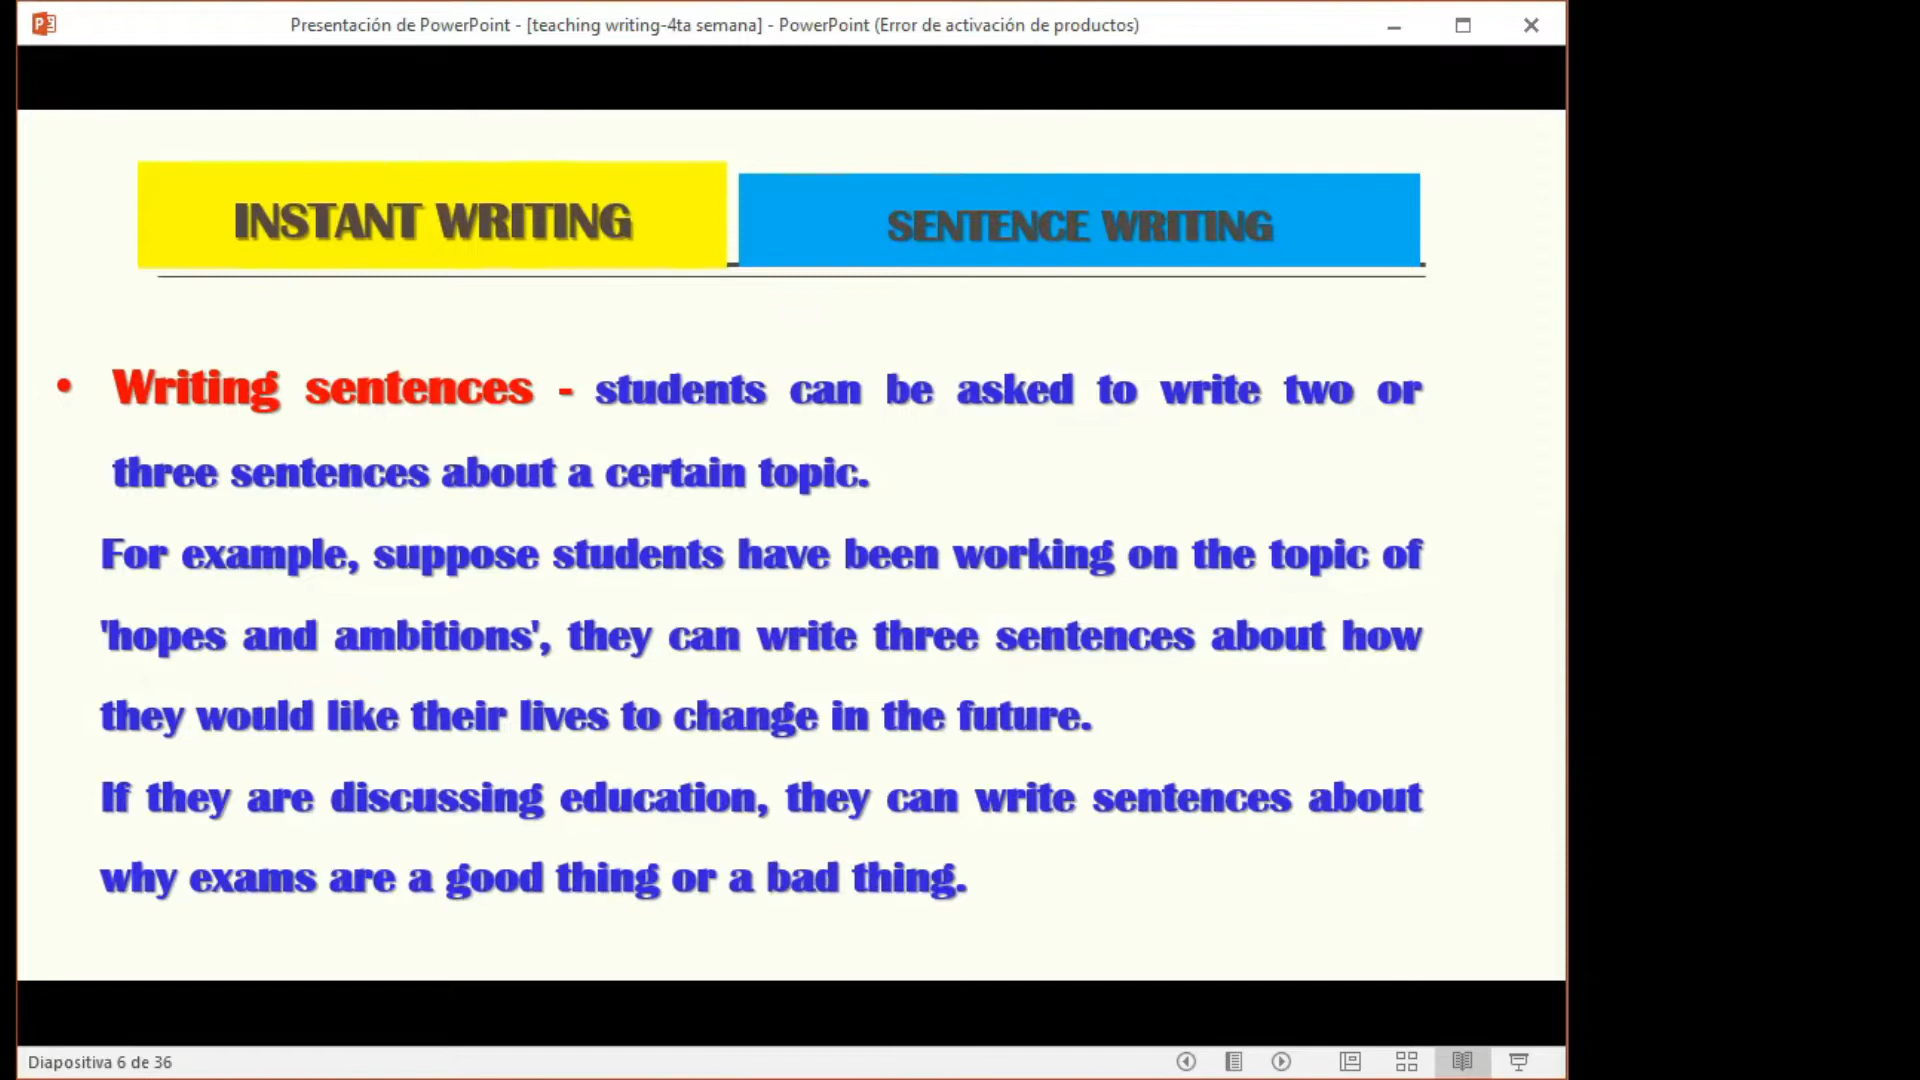 Presentación de PowerPoint - [teaching writing-4ta semana] - PowerPoint (Error de activación de productos)
INSTANT WRITING
SENTENCE WRITING
• Writing sentences - students can be asked to write two or
three sentences about a certain topic.
For example, suppose students have been working on the topic of
'hopes and ambitions', they can write three sentences about how
they would like their lives to change in the future.
If they are discussing education, they can write sentences about
why exams are a good thing or a bad thing.
Diapositiva 6 de 36